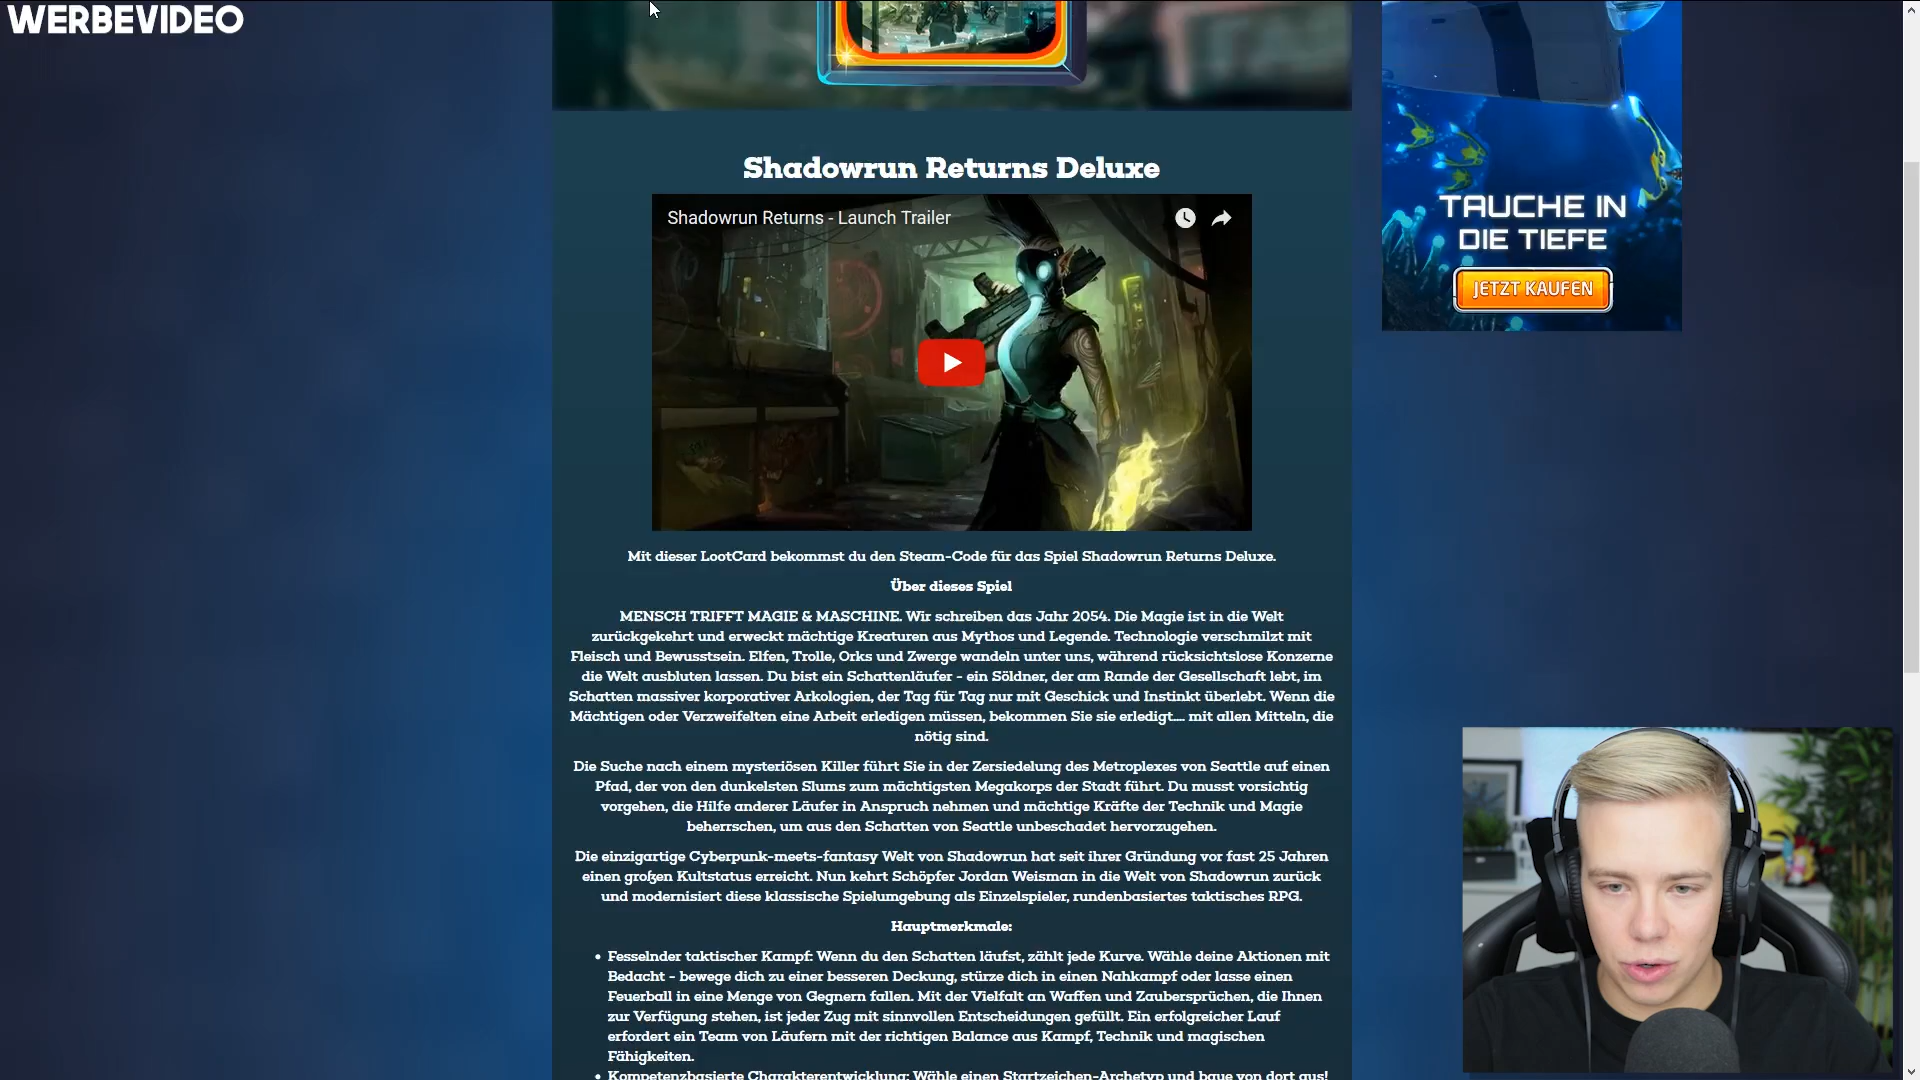 WERBEVIDEO
Shadowrun Returns Deluxe
Shadowrun Returns - Launch Trailer
TAUCHE IN
DIE TIEFE
JETZT KAUFEN
Mit dieser LootCard bekommst du den Steam-Code für das Spiel Shadowrun Returns Deluxe.
Über dieses Spiel
MENSCH TRIFFT MAGIE & MASCHINE. Wir schreiben das Jahr 2054. Die Magie ist in die Welt
zurückgekehrt und erweckt mächtige Kreaturen aus Mythos und Legende. Technologie verschmilzt mit
Fleisch und Bewusstsein. Elfen, Trolle, Orks und Zwerge wandeln unter uns, während rücksichtslose Konzerne
die Welt ausbluten lassen. Du bist ein Schattenläufer - ein Söldner, der am Rande der Gesellschaft lebt, im
Schatten massiver korporativer Arkologien, der Tag für Tag nur mit Geschick und Instinkt überlebt. Wenn die
Mächtigen oder Verzweifelten eine Arbeit erledigen müssen, bekommen Sie sie erledigt.... mit allen Mitteln, die
nötig sind.
Die Suche nach einem mysteriösen Killer führt Sie in der Zersiedelung des Metroplexes von Seattle auf einen
Pfad, der von den dunkelsten Slums zum mächtigsten Megakorps der Stadt führt. Du musst vorsichtig
vorgehen, die Hilfe anderer Läufer in Anspruch nehmen und mächtige Kräfte der Technik und Magie
beherrschen, um aus den Schatten von Seattle unbeschadet hervorzugehen.
Die einzigartige Cyberpunk-meets-fantasy Welt von Shadowrun hat seit ihrer Gründung vor fast 25 Jahren
einen großen Kultstatus erreicht. Nun kehrt Schöpfer Jordan Weisman in die Welt von Shadowrun zurück
und modernisiert diese klassische Spielumgebung als Einzelspieler, rundenbasiertes taktisches RPG.
Hauptmerkmale:
• Fesselnder taktischer Kampf: Wenn du den Schatten läufst, zählt jede Kurve. Wähle deine Aktionen mit
Bedacht - bewege dich zu einer besseren Deckung, stürze dich in einen Nahkampf oder lasse einen
Feuerball in eine Menge von Gegnern fallen. Mit der Vielfalt an Waffen und Zaubersprüchen, die Ihnen
zur Verfügung stehen, ist jeder Zug mit sinnvollen Entscheidungen gefüllt. Ein erfolgreicher Lauf
erfordert ein Team von Läufern mit der richtigen Balance aus Kampf, Technik und magischen
Fähigkeiten.
• Kompetenzbasierte Charakterentwicklung: Wähle einen Startzeichen-Archetyp und baue von dort aus!